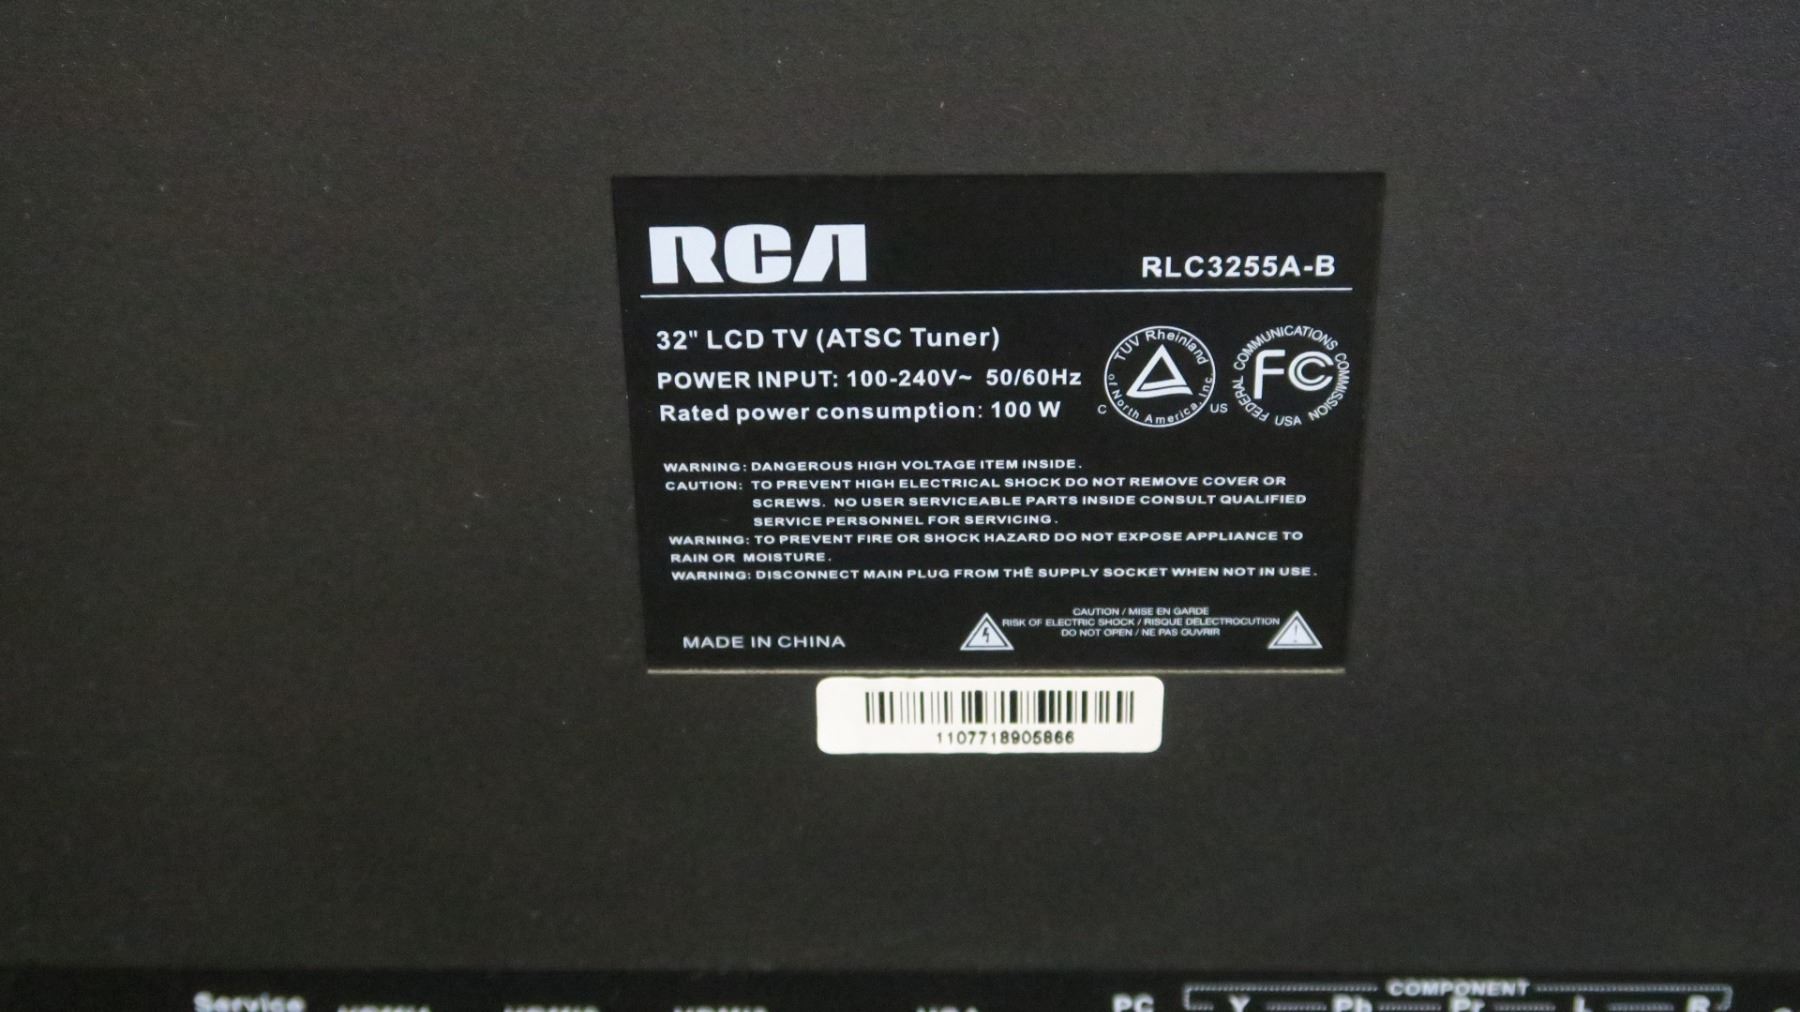 RCA
RLC3255A-B
32" LCD TV (ATSC Tuner)
POWER INPUT: 100-240V~ 50/60Hz
Rated power consumption: 100 W
TUV Rheinland
of North America, Inc.
C US
FEDERAL COMMUNICATIONS COMMISSION
FC
USA
WARNING: DANGEROUS HIGH VOLTAGE ITEM INSIDE.
CAUTION: TO PREVENT HIGH ELECTRICAL SHOCK DO NOT REMOVE COVER OR
SCREWS. NO USER SERVICEABLE PARTS INSIDE CONSULT QUALIFIED
SERVICE PERSONNEL FOR SERVICING.
WARNING: TO PREVENT FIRE OR SHOCK HAZARD DO NOT EXPOSE APPLIANCE TO
RAIN OR MOISTURE.
WARNING: DISCONNECT MAIN PLUG FROM THE SUPPLY SOCKET WHEN NOT IN USE.
CAUTION / MISE EN GARDE
RISK OF ELECTRIC SHOCK / RISQUE DELECTROCUTION
DO NOT OPEN / NE PAS OUVRIR
MADE IN CHINA
1107718905866
COMPONENT
Service PC Y Pb Pr L R